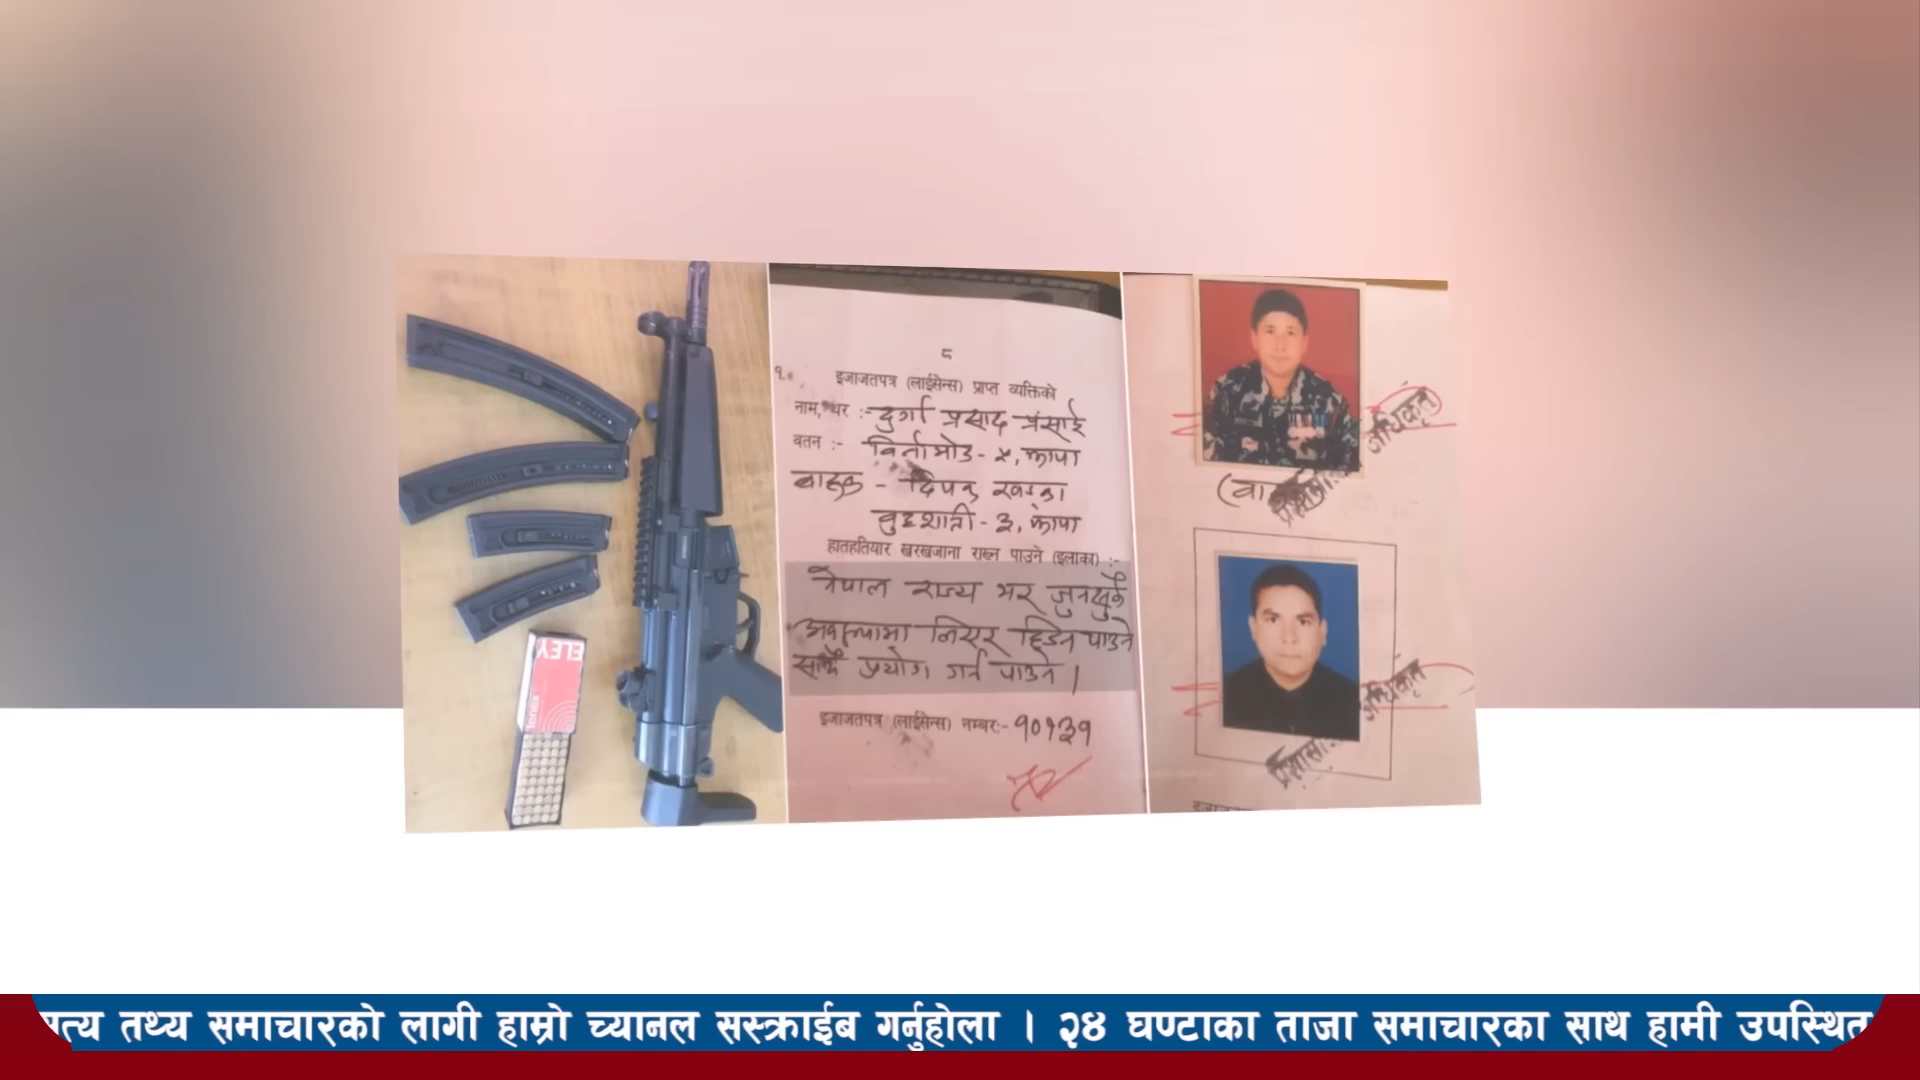 ELEY
८
१.
इजाजतपत्र (लाईसेन्स) प्राप्त व्यक्तिको
नाम, थर :- दुर्गा प्रसाद प्रसाई
वतन :- विर्तामोड - ५, झापा
वाहक - दिपक खड्का
बुद्धशान्ती - ३, झापा
हातहतियार खरखजाना राख्न पाउने (इलाका) :-
नेपाल राज्य भर जुनसुकै
अवस्थामा लिएर हिंडन पाउने
साथै प्रयोग गर्न पाउने ।
इजाजतपत्र (लाईसेन्स) नम्बर:- १०१३१
अधिकृत
अधिकृत
सत्य तथ्य समाचारको लागी हाम्रो च्यानल सस्क्राईब गर्नुहोला । २४ घण्टाका ताजा समाचारका साथ हामी उपस्थित